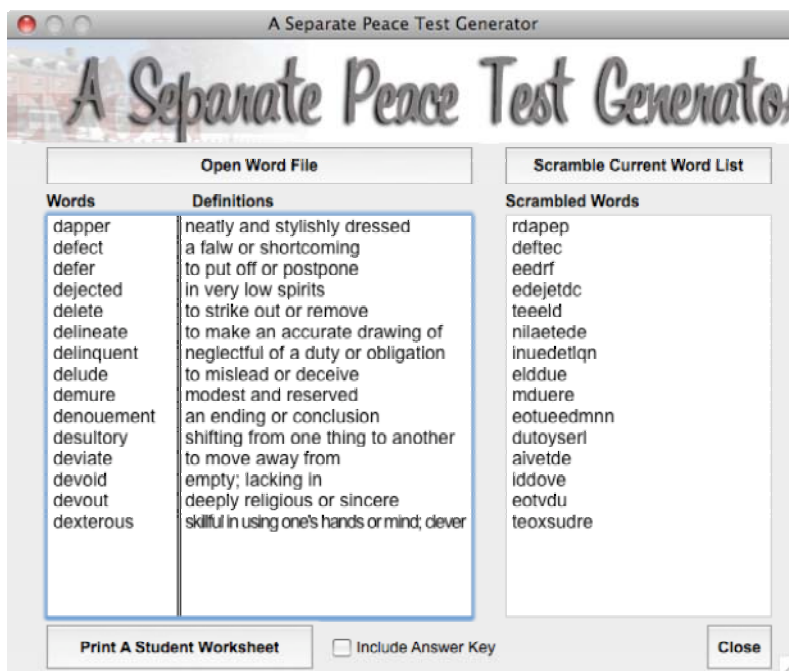 A Separate Peace Test Generator
A Separate Peace Test Generator
Open Word File
Scramble Current Word List
Words Definitions
Scrambled Words
dapper neatly and stylishly dressed
defect a falw or shortcoming
defer to put off or postpone
dejected in very low spirits
delete to strike out or remove
delineate to make an accurate drawing of
delinquent neglectful of a duty or obligation
delude to mislead or deceive
demure modest and reserved
denouement an ending or conclusion
desultory shifting from one thing to another
deviate to move away from
devoid empty; lacking in
devout deeply religious or sincere
dexterous skillful in using one's hands or mind; clever
rdapep
deftec
eedrf
edejetdc
teeeld
nilaetede
inuedetlqn
elddue
mduere
eotueedmnn
dutoyserl
aivetde
iddove
eotvdu
teoxsudre
Print A Student Worksheet
Include Answer Key
Close